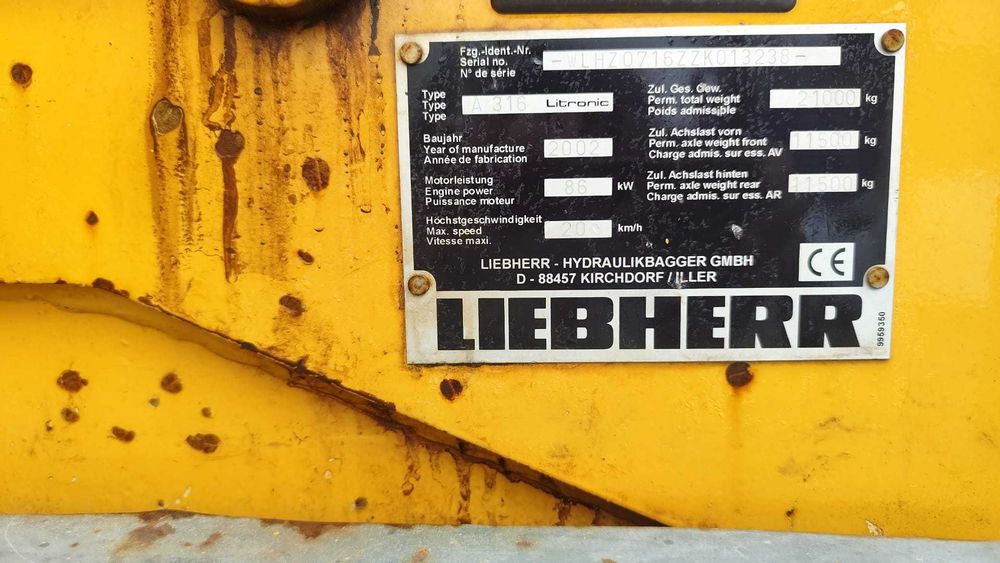 Fzg.-Ident.-Nr.
Serial no.
N° de série
-WLHZ0716ZZK013238-
Type
Type
Type
A 316 Litronic
Baujahr
Year of manufacture
Année de fabrication
2002
Motorleistung
Engine power
Puissance moteur
86 kW
Höchstgeschwindigkeit
Max. speed
Vitesse maxi.
20 km/h
Zul. Ges. Gew.
Perm. total weight
Poids admissible
21000 kg
Zul. Achslast vorn
Perm. axle weight front
Charge admis. sur ess. AV
11500 kg
Zul. Achslast hinten
Perm. axle weight rear
Charge admis. sur ess. AR
11500 kg
LIEBHERR - HYDRAULIKBAGGER GMBH
D - 88457 KIRCHDORF / ILLER
CE
LIEBHERR
9959350